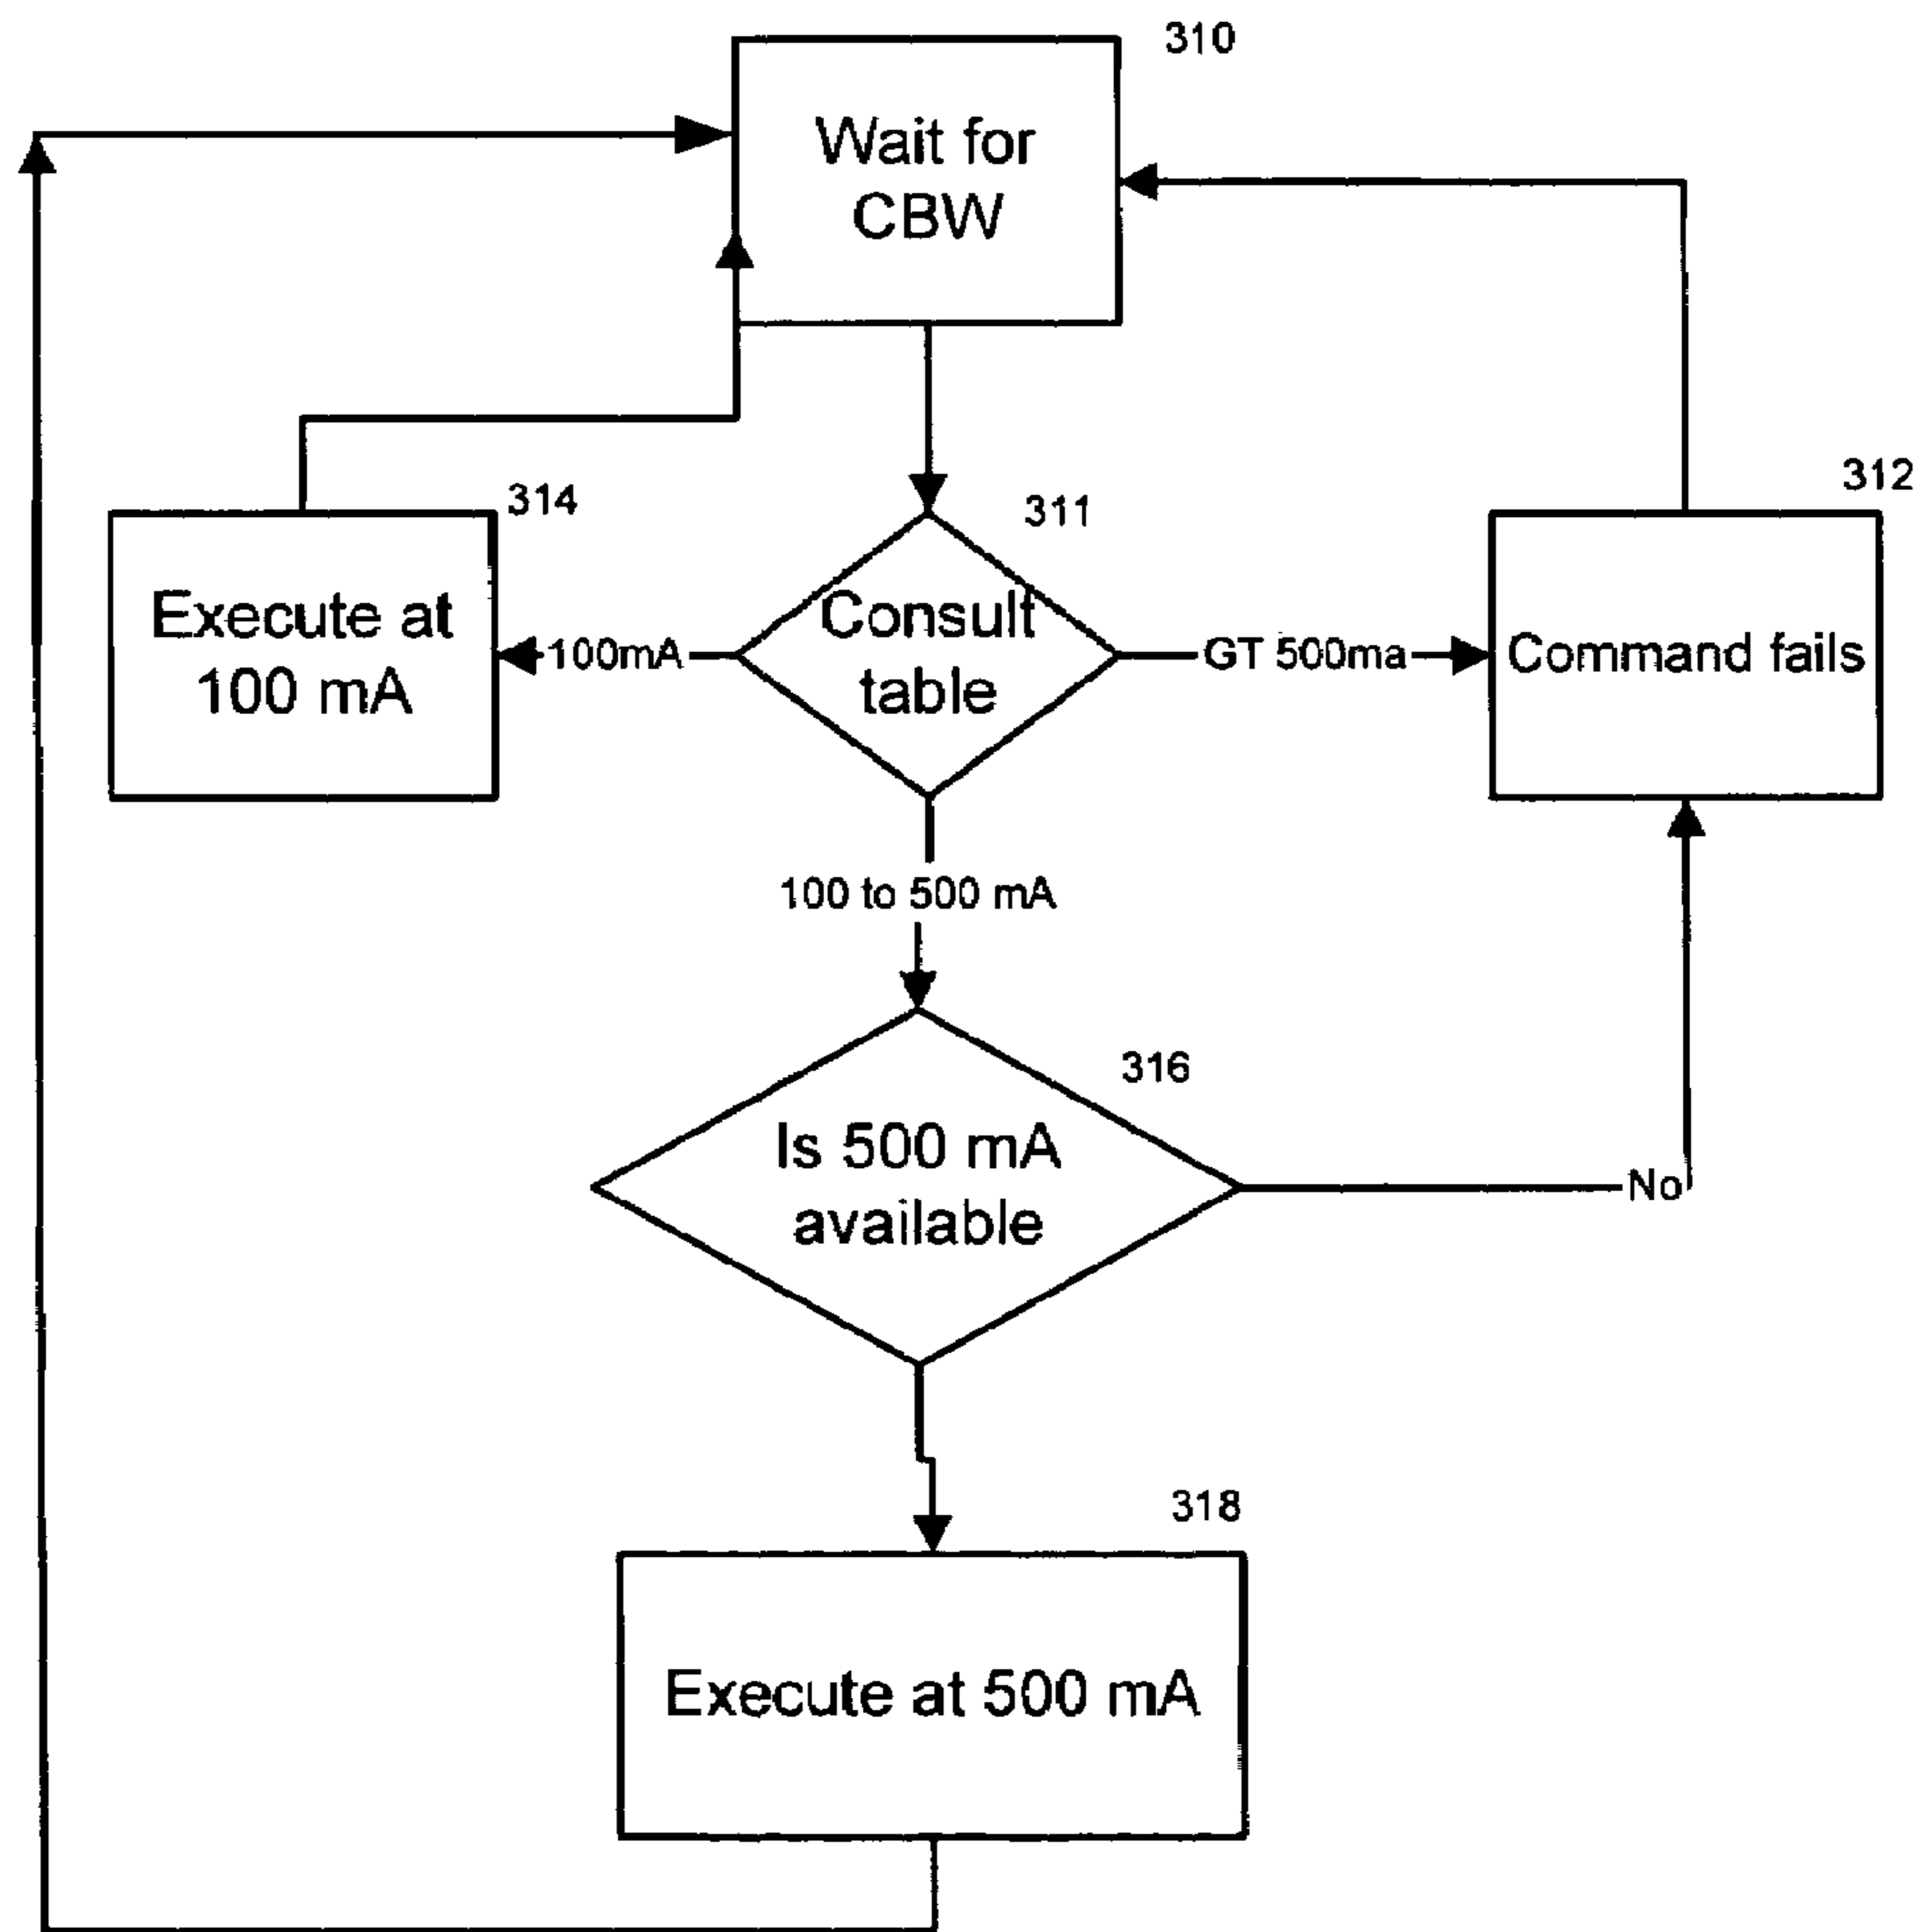 310
Wait for
CBW
314
311
312
Execute at
100 mA
Consult
table
Command fails
100mA
GT 500ma
100 to 500 mA
316
Is 500 mA
available
No
318
Execute at 500 mA